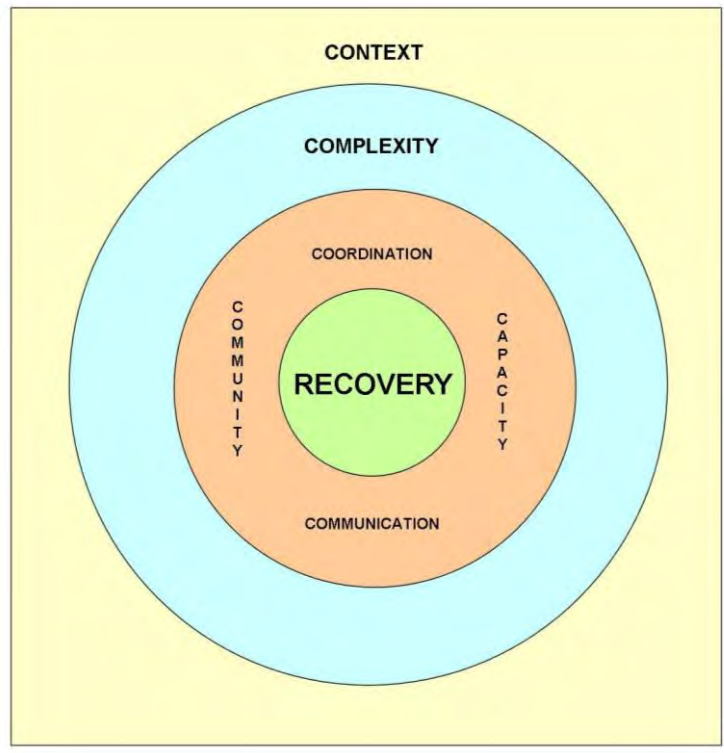 CONTEXT
COMPLEXITY
COORDINATION
COMMUNITY
RECOVERY
CAPACITY
COMMUNICATION